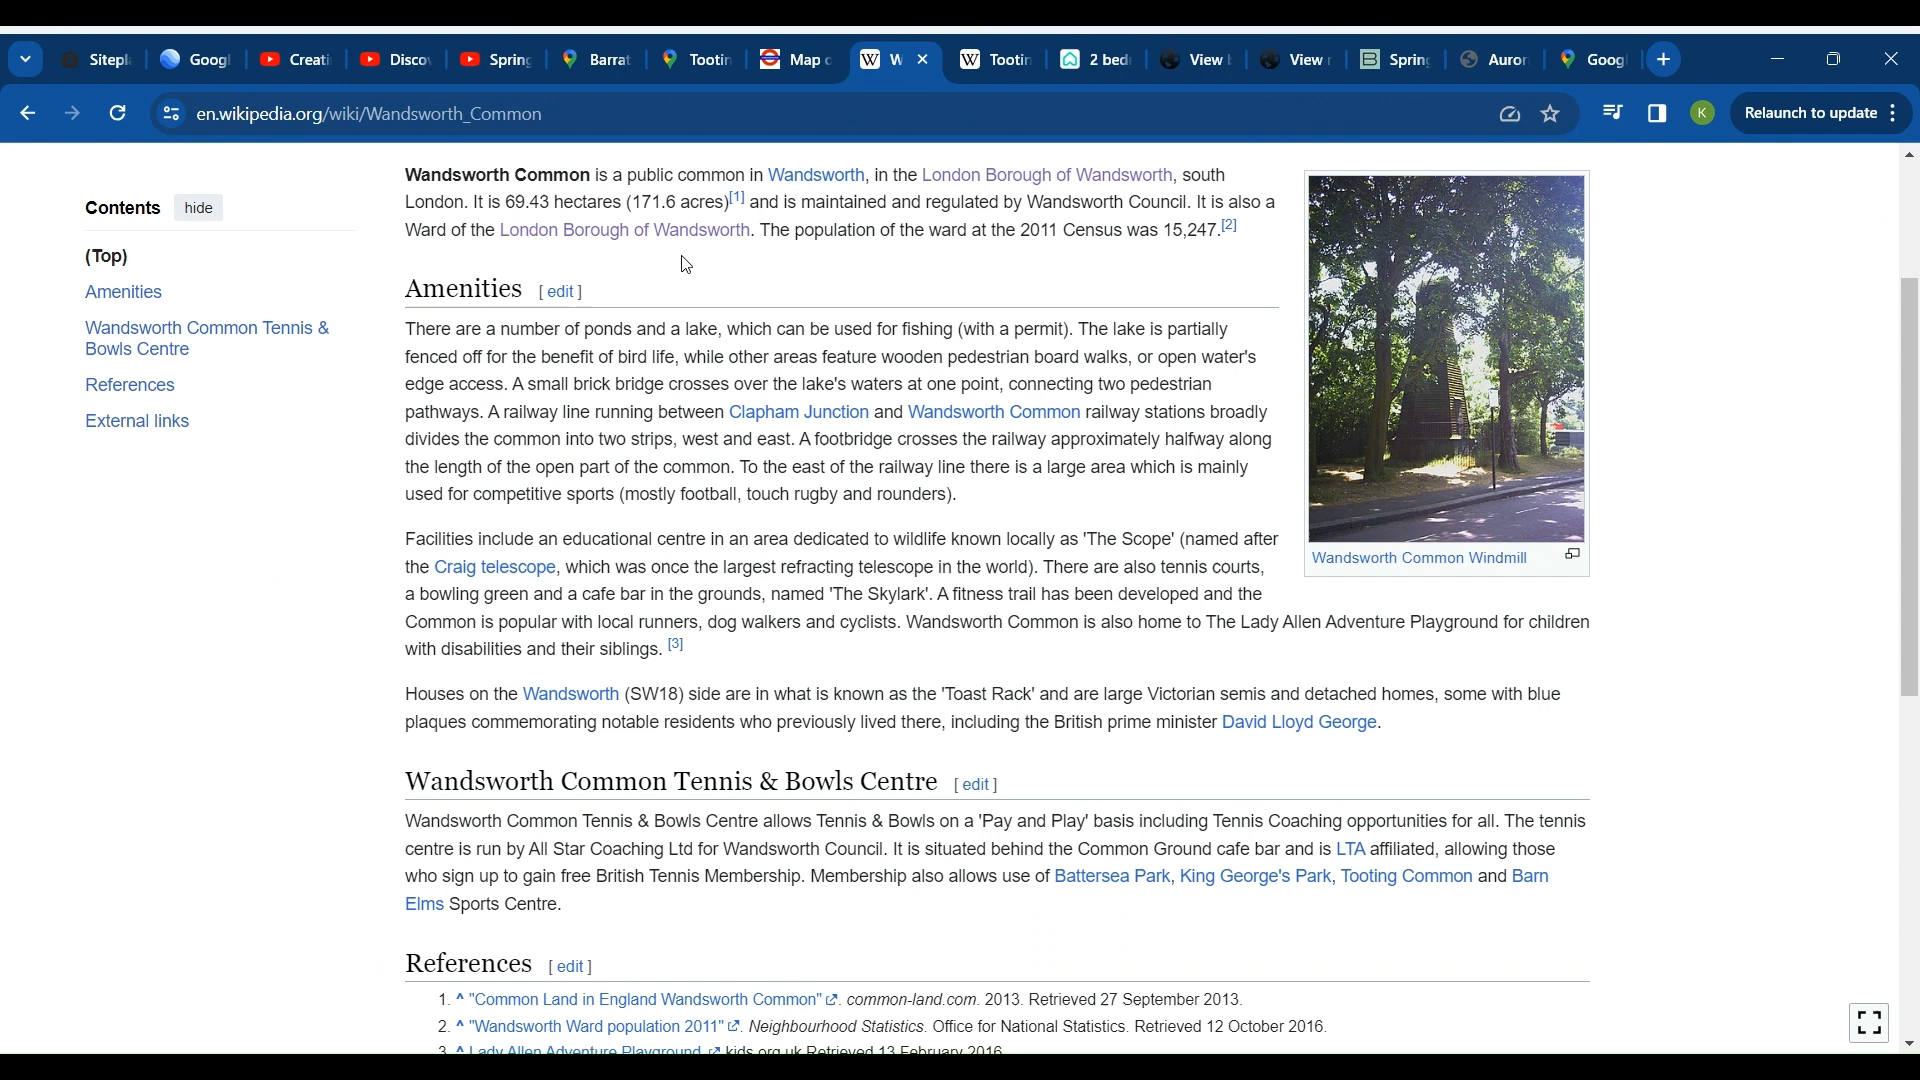 Sitepl
Googl
Creati
Disco
Spring
Barrat
Tootin
Map o
W
Tootin
2 bed
View
View
Spring
Auror
Googl
en.wikipedia.org/wiki/Wandsworth_Common
K
Relaunch to update
Contents hide
(Top)
Amenities
Wandsworth Common Tennis &
Bowls Centre
References
External links
Wandsworth Common is a public common in Wandsworth, in the London Borough of Wandsworth, south
London. It is 69.43 hectares (171.6 acres)[1] and is maintained and regulated by Wandsworth Council. It is also a
Ward of the London Borough of Wandsworth. The population of the ward at the 2011 Census was 15,247.[2]
Amenities [ edit ]
There are a number of ponds and a lake, which can be used for fishing (with a permit). The lake is partially
fenced off for the benefit of bird life, while other areas feature wooden pedestrian board walks, or open water's
edge access. A small brick bridge crosses over the lake's waters at one point, connecting two pedestrian
pathways. A railway line running between Clapham Junction and Wandsworth Common railway stations broadly
divides the common into two strips, west and east. A footbridge crosses the railway approximately halfway along
the length of the open part of the common. To the east of the railway line there is a large area which is mainly
used for competitive sports (mostly football, touch rugby and rounders).
Wandsworth Common Windmill
Facilities include an educational centre in an area dedicated to wildlife known locally as 'The Scope' (named after
the Craig telescope, which was once the largest refracting telescope in the world). There are also tennis courts,
a bowling green and a cafe bar in the grounds, named 'The Skylark'. A fitness trail has been developed and the
Common is popular with local runners, dog walkers and cyclists. Wandsworth Common is also home to The Lady Allen Adventure Playground for children
with disabilities and their siblings. [3]
Houses on the Wandsworth (SW18) side are in what is known as the 'Toast Rack' and are large Victorian semis and detached homes, some with blue
plaques commemorating notable residents who previously lived there, including the British prime minister David Lloyd George.
Wandsworth Common Tennis & Bowls Centre [ edit ]
Wandsworth Common Tennis & Bowls Centre allows Tennis & Bowls on a 'Pay and Play' basis including Tennis Coaching opportunities for all. The tennis
centre is run by All Star Coaching Ltd for Wandsworth Council. It is situated behind the Common Ground cafe bar and is LTA affiliated, allowing those
who sign up to gain free British Tennis Membership. Membership also allows use of Battersea Park, King George's Park, Tooting Common and Barn
Elms Sports Centre.
References [ edit ]
1. ^ "Common Land in England Wandsworth Common". common-land.com. 2013. Retrieved 27 September 2013.
2. ^ "Wandsworth Ward population 2011". Neighbourhood Statistics. Office for National Statistics. Retrieved 12 October 2016.
3. ^ Lady Allen Adventure Playground kids.org.uk Retrieved 13 February 2016